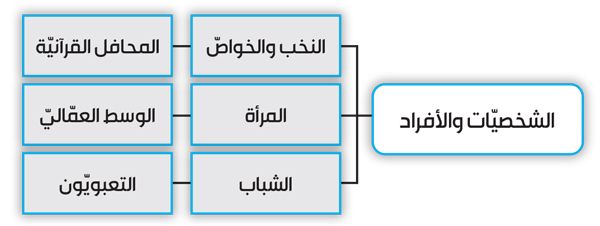 الشخصيّات والأفراد
النخب والخواصّ
المحافل القرآنيّة
المرأة
الوسط العمّاليّ
الشباب
التعبويّون